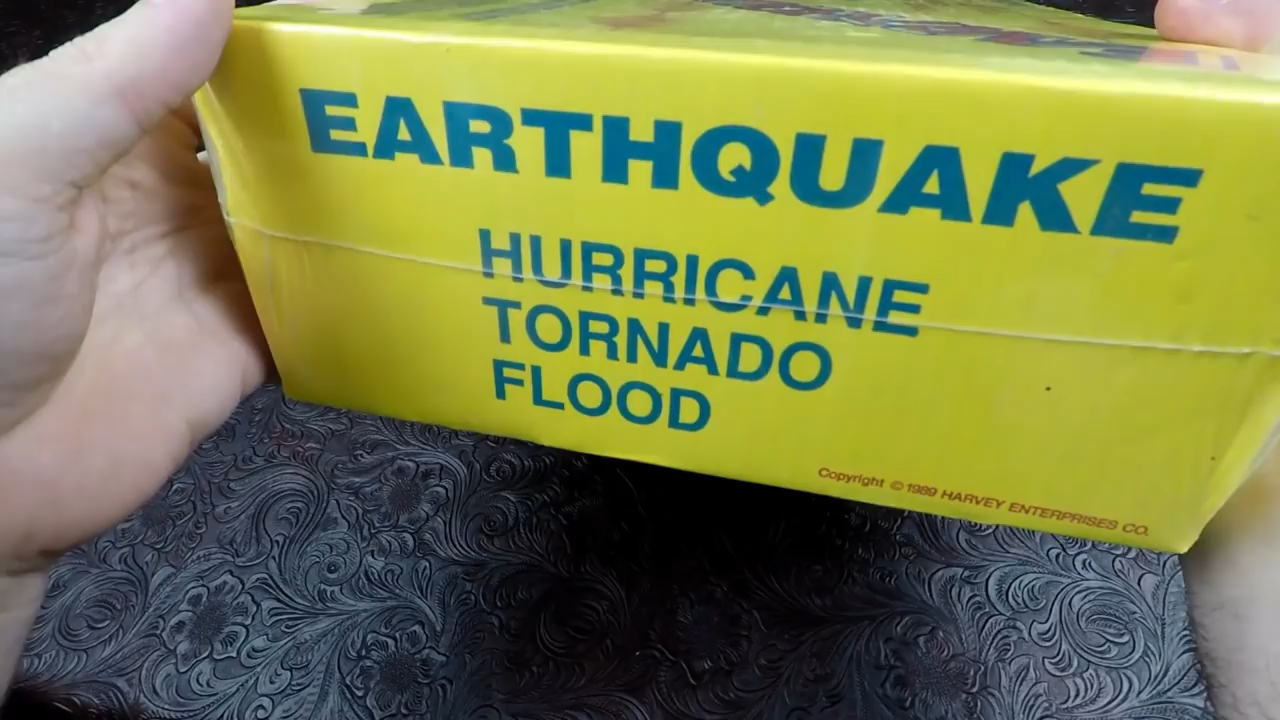 EARTHQUAKE
HURRICANE
TORNADO
FLOOD
Copyright © 1989 HARVEY ENTERPRISES CO.